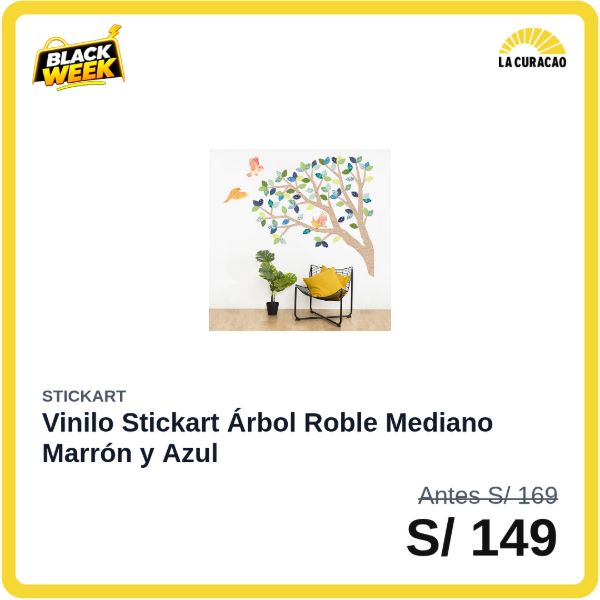 BLACK
WEEK
LA CURACAO
STICKART
Vinilo Stickart Árbol Roble Mediano
Marrón y Azul
Antes S/ 169
S/ 149